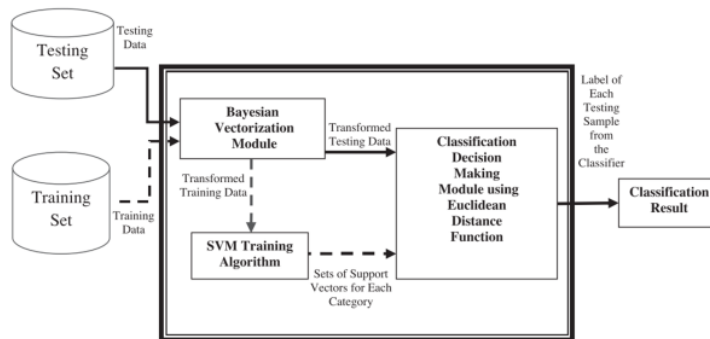 Testing
Data
Testing
Set
Training
Set
Training
Data
Bayesian
Vectorization
Module
Transformed
Testing Data
Transformed
Training Data
SVM Training
Algorithm
Sets of Support
Vectors for Each
Category
Classification
Decision
Making
Module using
Euclidean
Distance
Function
Label of
Each
Testing
Sample
from
the
Classifier
Classification
Result